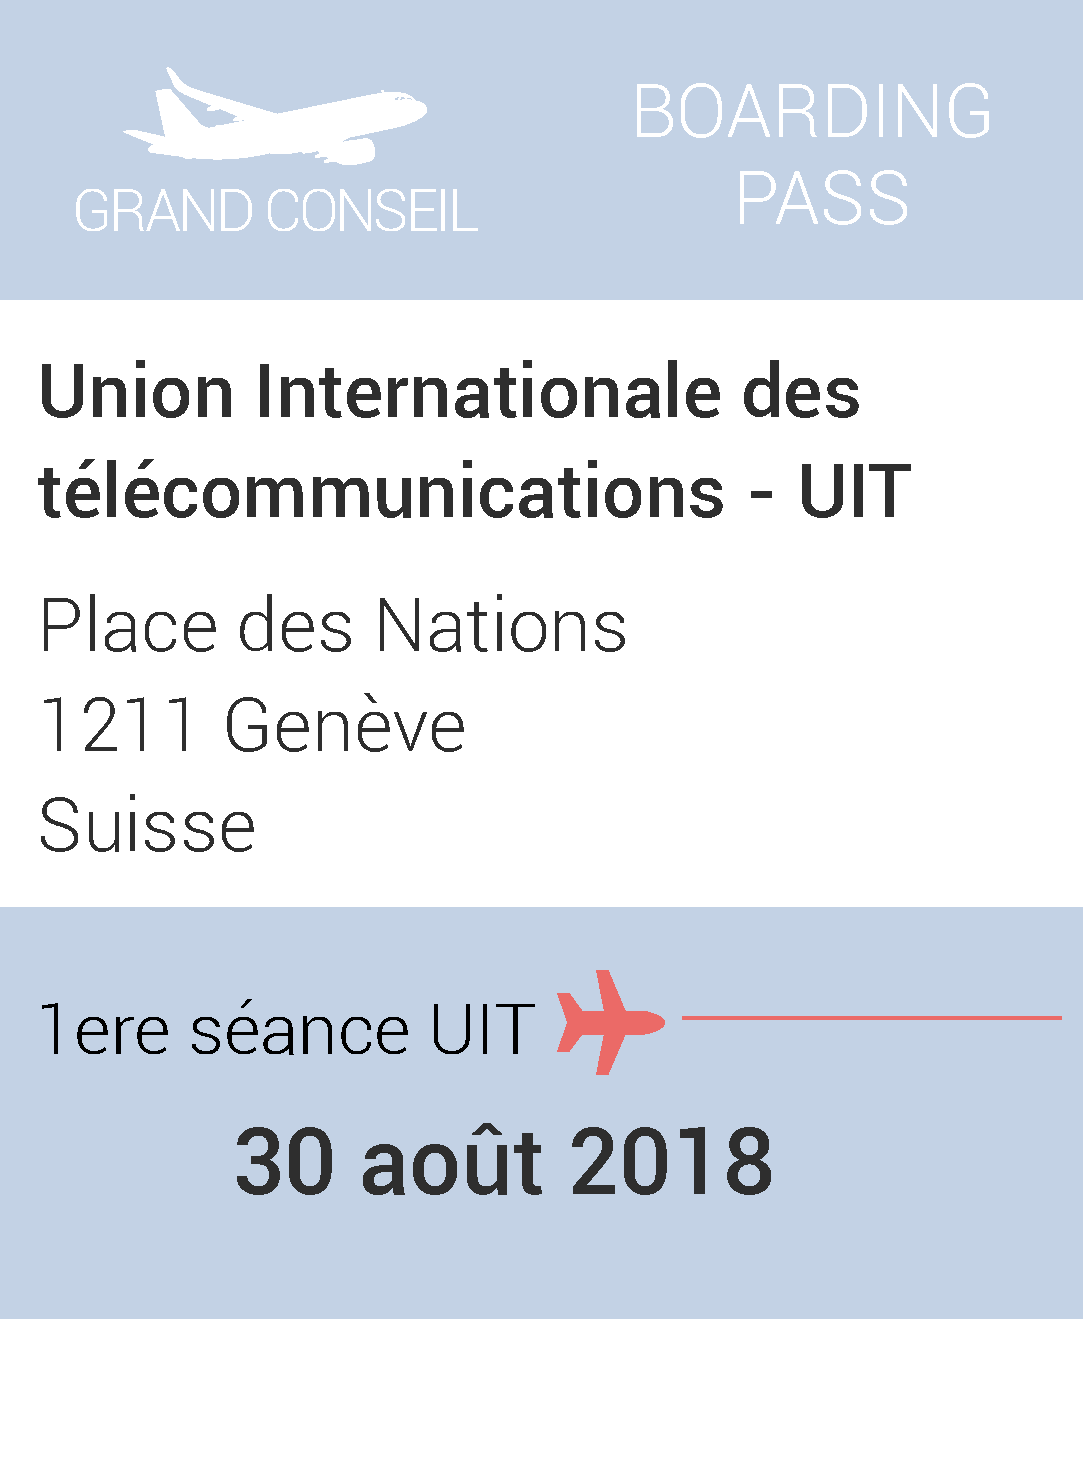 GRAND CONSEIL
BOARDING
PASS
Union Internationale des
télécommunications - UIT
Place des Nations
1211 Genève
Suisse
1ere séance UIT
30 août 2018